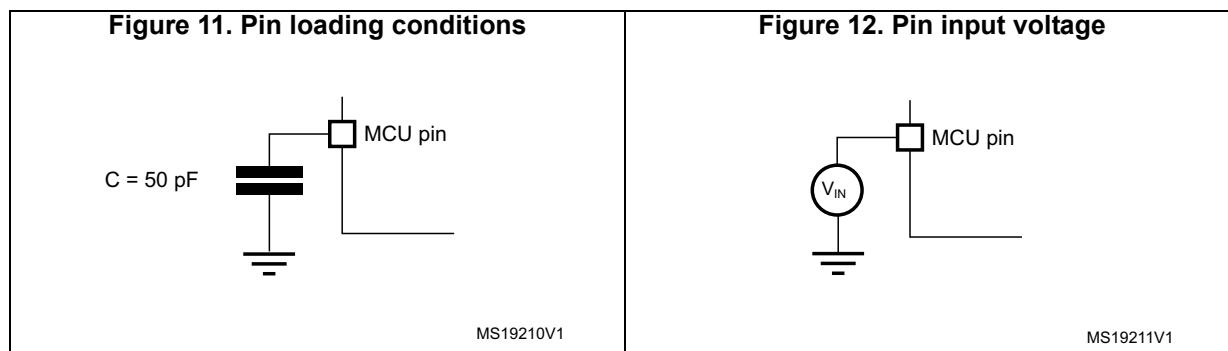 Figure 11. Pin loading conditions
MCU pin
C = 50 pF
MS19210V1
Figure 12. Pin input voltage
MCU pin
VIN
MS19211V1